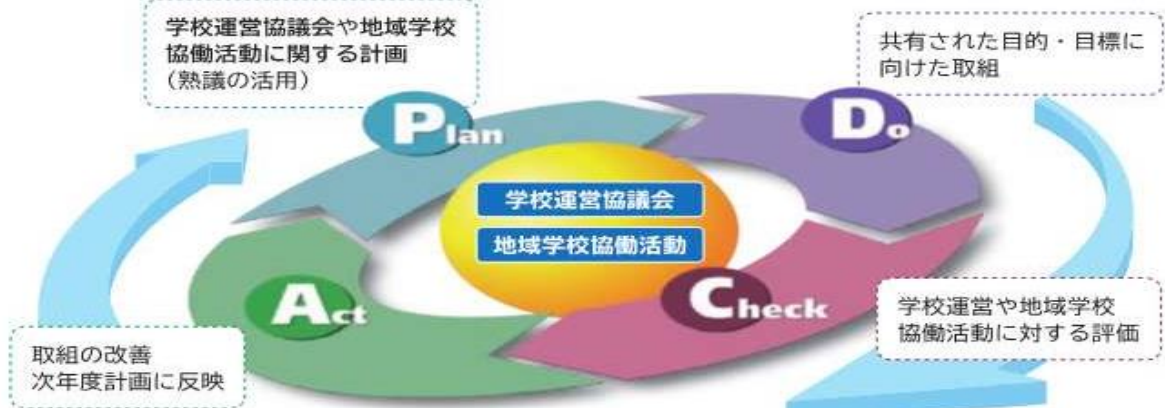 学校運営協議会や地域学校
協働活動に関する計画
（熟議の活用）
Plan
共有された目的・目標に
向けた取組
Do
学校運営協議会
地域学校協働活動
Check
学校運営や地域学校
協働活動に対する評価
Act
取組の改善
次年度計画に反映